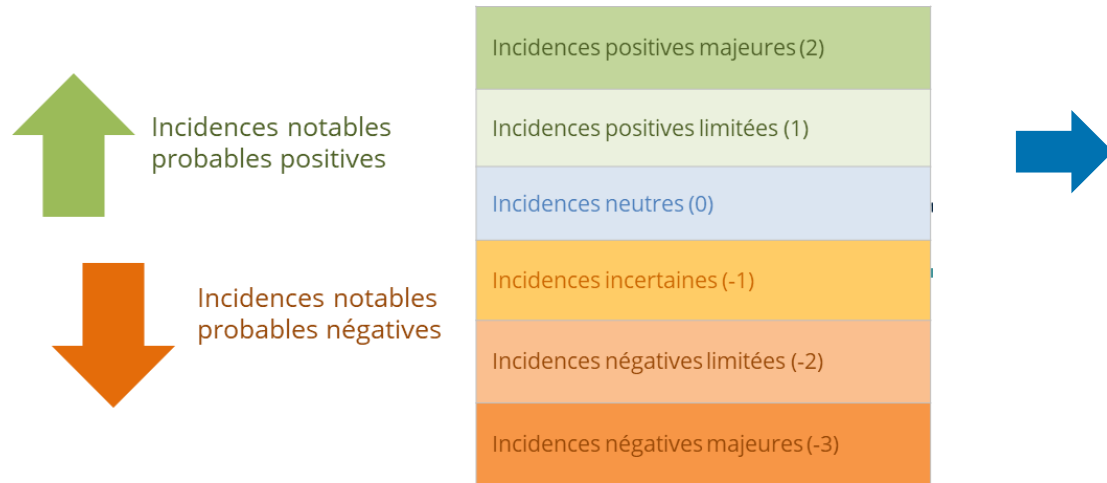 Incidences notables
probables positives
Incidences notables
probables négatives
Incidences positives majeures (2)
Incidences positives limitées (1)
Incidences neutres (0)
Incidences incertaines (-1)
Incidences négatives limitées (-2)
Incidences négatives majeures (-3)